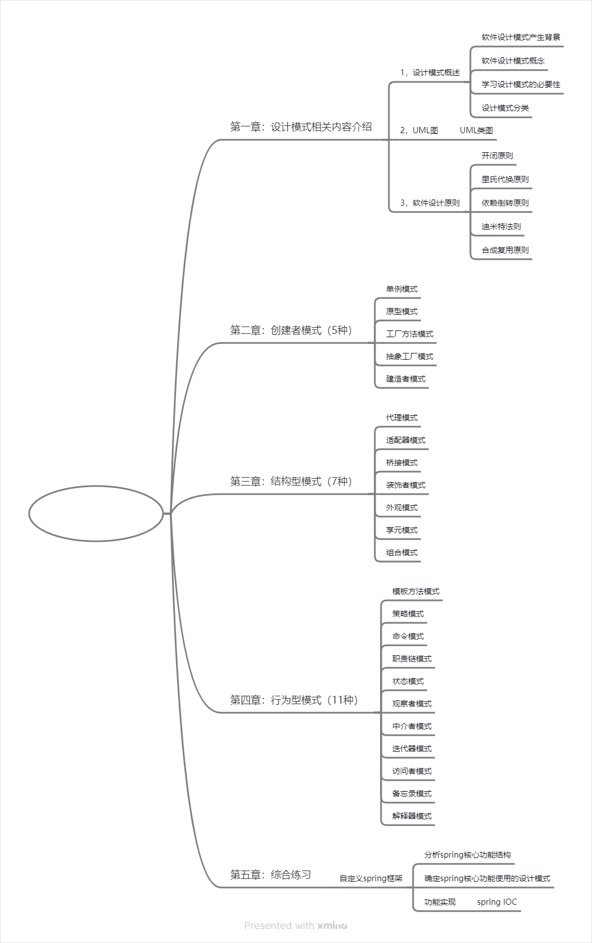 第一章：设计模式相关内容介绍
1，设计模式概述
软件设计模式产生背景
软件设计模式概念
学习设计模式的必要性
设计模式分类
2，UML图
UML类图
3，软件设计原则
开闭原则
里氏代换原则
依赖倒转原则
迪米特法则
合成复用原则
第二章：创建者模式（5种）
单例模式
原型模式
工厂方法模式
抽象工厂模式
建造者模式
第三章：结构型模式（7种）
代理模式
适配器模式
桥接模式
装饰者模式
外观模式
享元模式
组合模式
第四章：行为型模式（11种）
模板方法模式
策略模式
命令模式
职责链模式
状态模式
观察者模式
中介者模式
迭代器模式
访问者模式
备忘录模式
解释器模式
第五章：综合练习
自定义spring框架
分析spring核心功能结构
确定spring核心功能使用的设计模式
功能实现
spring IOC
Presented with xmind